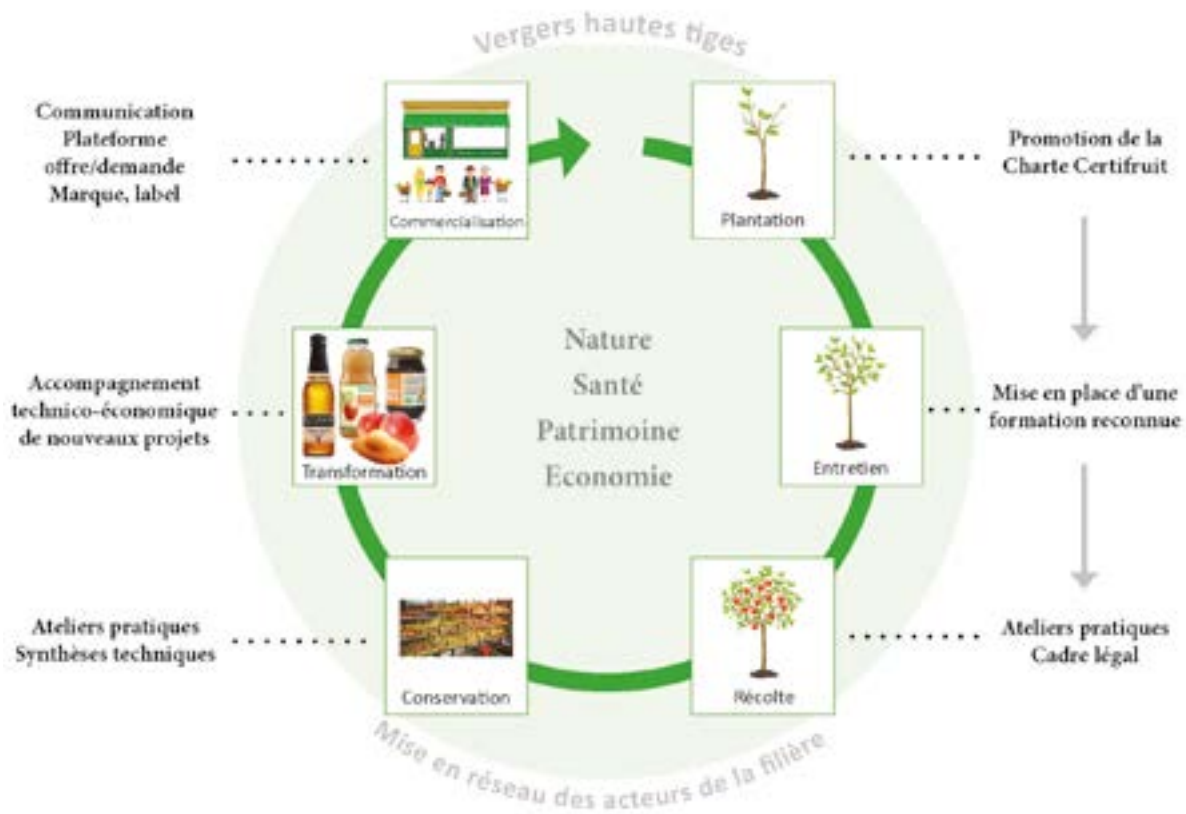 Vergers hautes tiges
Communication
Plateforme
offre/demande
Marque, label
Commercialisation
Plantation
Promotion de la
Charte Certifruit
Accompagnement
technico-économique
de nouveaux projets
Transformation
Nature
Santé
Patrimoine
Economie
Entretien
Mise en place d'une
formation reconnue
Ateliers pratiques
Synthèses techniques
Conservation
Récolte
Ateliers pratiques
Cadre légal
Mise en réseau des acteurs de la filière